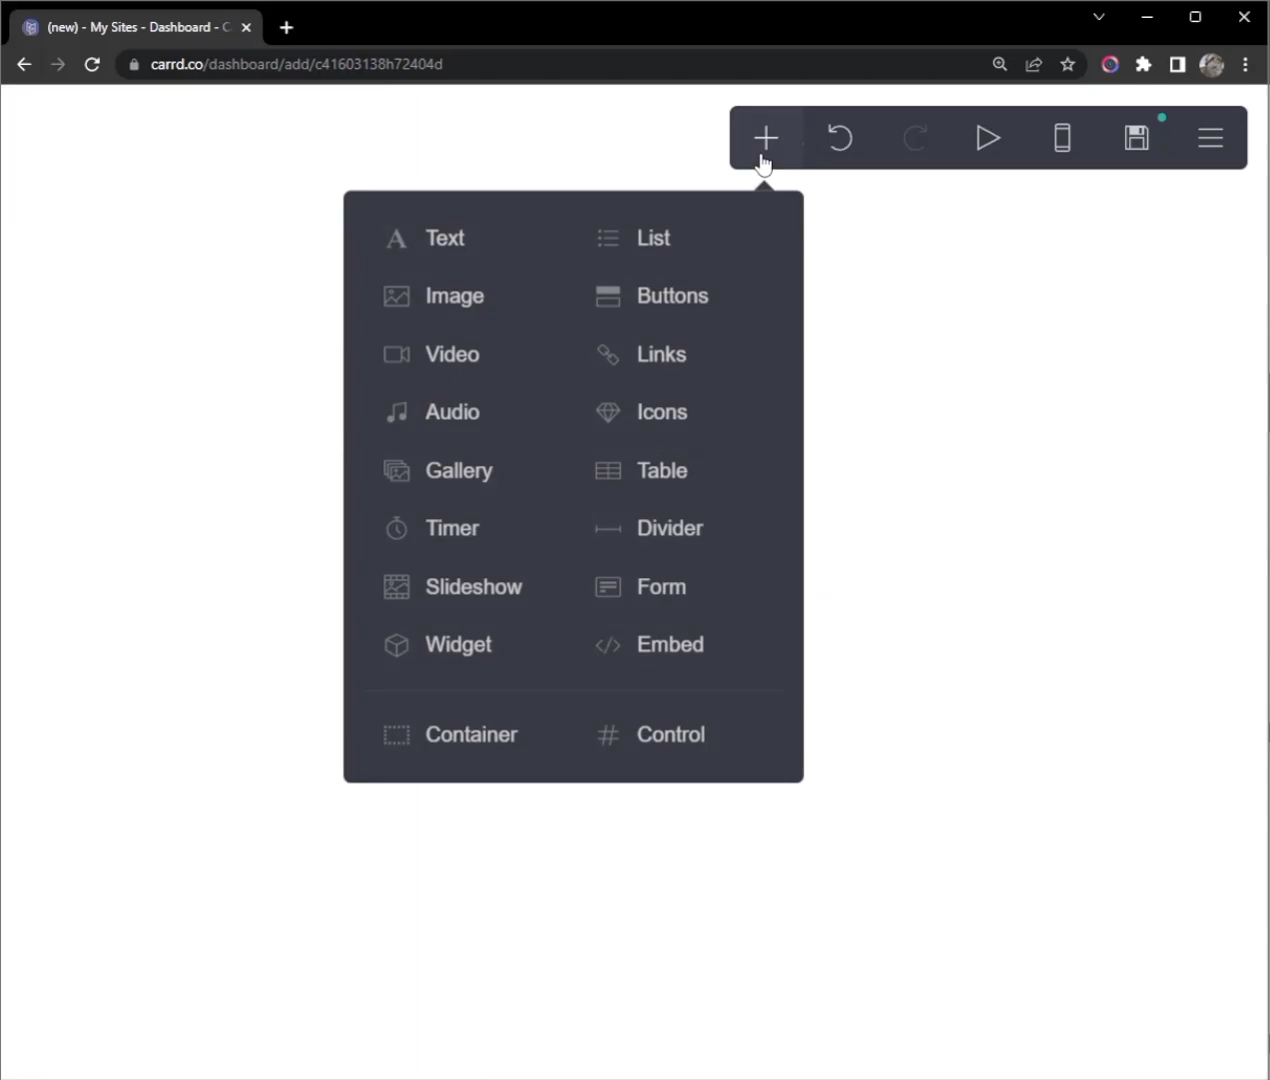 (new) - My Sites - Dashboard - C
carrd.co/dashboard/add/c41603138h72404d
Text
List
Image
Buttons
Video
Links
Audio
Icons
Gallery
Table
Timer
Divider
Slideshow
Form
Widget
Embed
Container
Control